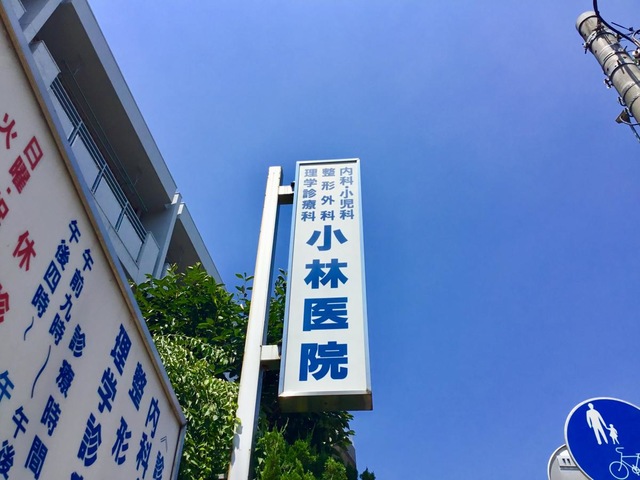 内科・小児科
整形外科
理学診療科
小林医院
診療時間
午前九時〜
午後四時〜
日曜
火
休診
内科
整形
理学診